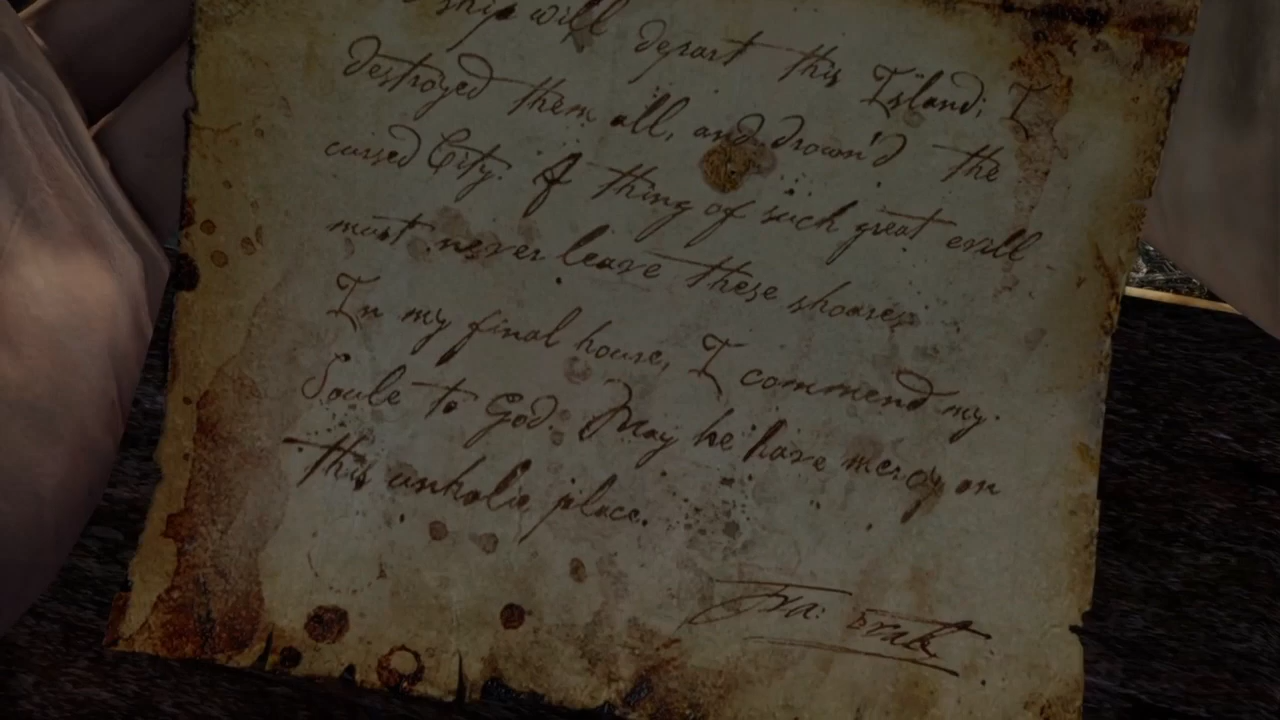 ship will depart this Island; I
destroyed them all, and drown'd the
cursed City. A thing of such great evill
must never leave these shoares.
In my final houre, I commend my
Soule to God. May he have mercy on
this unholie place.
Fra: Drak